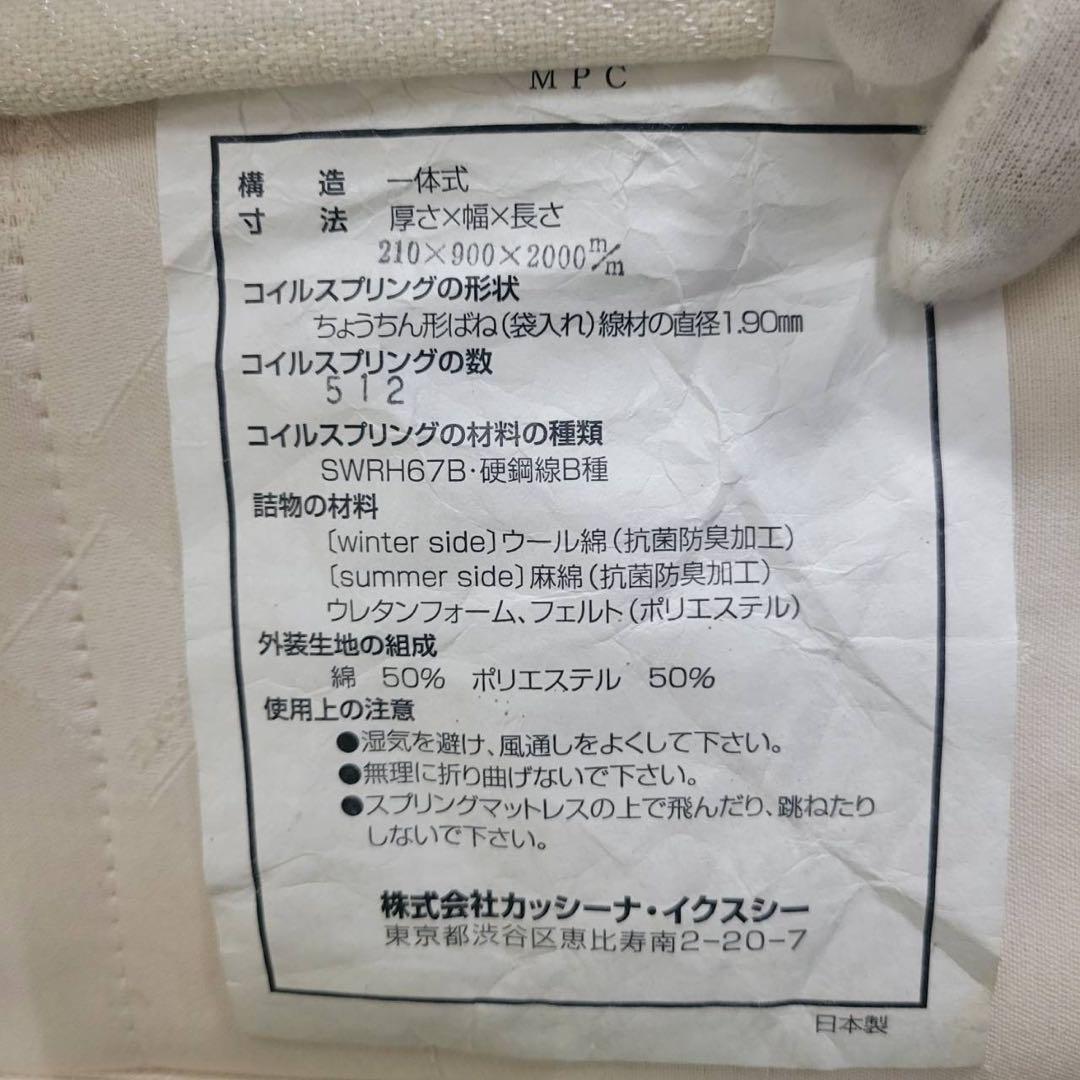 MPC
構造 一体式
寸法 厚さ×幅×長さ
210×900×2000m/m
コイルスプリングの形状
ちょうちん形ばね(袋入れ)線材の直径1.90mm
コイルスプリングの数
512
コイルスプリングの材料の種類
SWRH67B・硬鋼線B種
詰物の材料
〔winter side〕ウール綿(抗菌防臭加工)
〔summer side〕麻綿(抗菌防臭加工)
ウレタンフォーム、フェルト(ポリエステル)
外装生地の組成
綿 50% ポリエステル 50%
使用上の注意
●湿気を避け、風通しをよくして下さい。
●無理に折り曲げないで下さい。
●スプリングマットレスの上で飛んだり、跳ねたり
しないで下さい。
株式会社カッシーナ・イクスシー
東京都渋谷区恵比寿南2-20-7
日本製